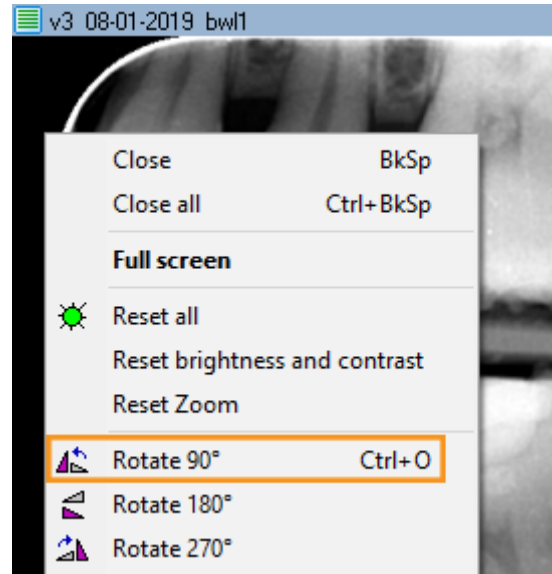 v3 08-01-2019 bwl1
Close BkSp
Close all Ctrl+BkSp
Full screen
Reset all
Reset brightness and contrast
Reset Zoom
Rotate 90° Ctrl+O
Rotate 180°
Rotate 270°